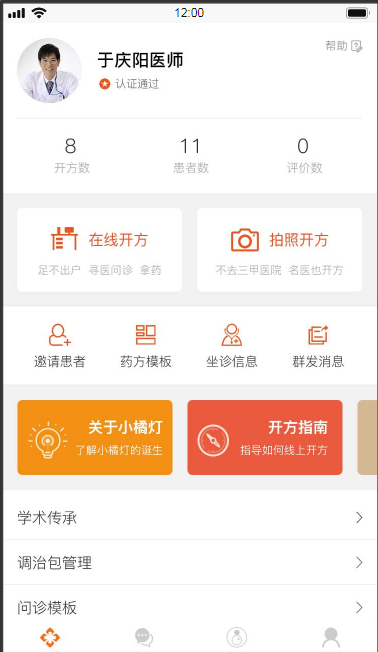 12:00
于庆阳医师
帮助
认证通过
8
11
0
开方数
患者数
评价数
在线开方
拍照开方
足不出户 寻医问诊 拿药
不去三甲医院 名医也开方
邀请患者
药方模板
坐诊信息
群发消息
关于小橘灯
了解小橘灯的诞生
开方指南
指导如何线上开方
学术传承
调治包管理
问诊模板